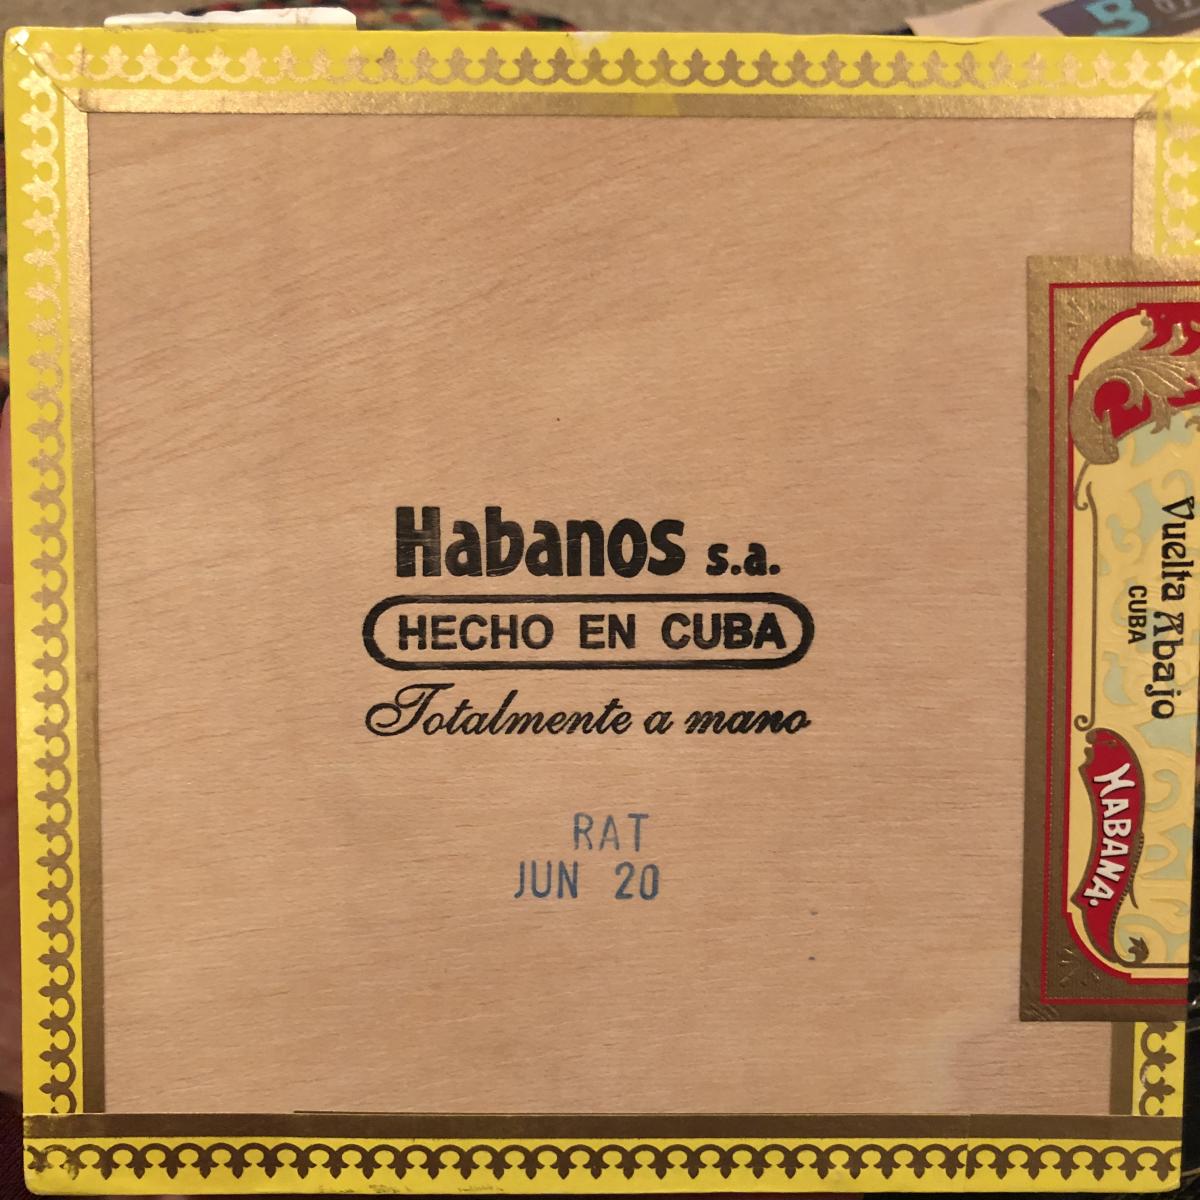 Habanos s.a.
HECHO EN CUBA
Totalmente a mano
RAT
JUN 20
Vuelta Abajo
CUBA
HABANA.